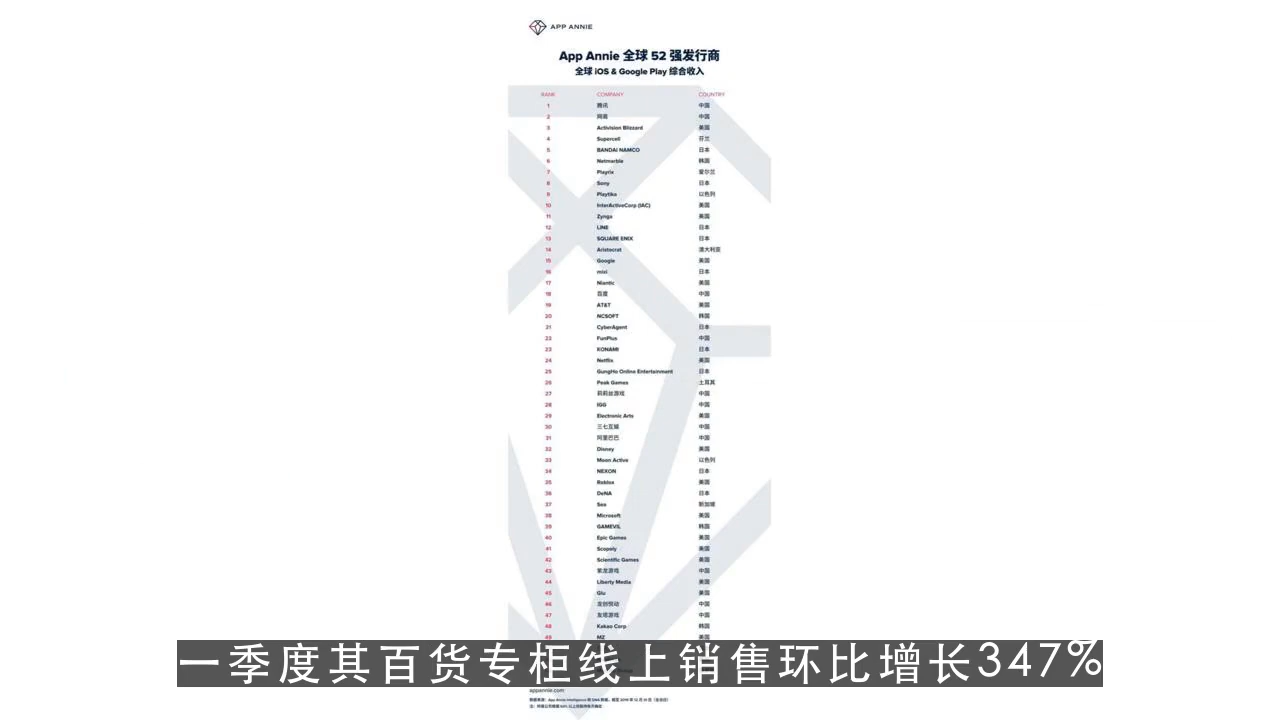 APP ANNIE
App Annie 全球 52 强发行商
全球 iOS & Google Play 综合收入
RANK COMPANY COUNTRY
1 腾讯 中国
2 网易 中国
3 Activision Blizzard 美国
4 Supercell 芬兰
5 BANDAI NAMCO 日本
6 Netmarble 韩国
7 Playrix 爱尔兰
8 Sony 日本
9 Playtika 以色列
10 InterActiveCorp (IAC) 美国
11 Zynga 美国
12 LINE 日本
13 SQUARE ENIX 日本
14 Aristocrat 澳大利亚
15 Google 美国
16 mixi 日本
17 Niantic 美国
18 百度 中国
19 AT&T 美国
20 NCSOFT 韩国
21 CyberAgent 日本
22 FunPlus 中国
23 KONAMI 日本
24 Netflix 美国
25 GungHo Online Entertainment 日本
26 Peak Games 土耳其
27 莉莉丝游戏 中国
28 IGG 中国
29 Electronic Arts 美国
30 三七互娱 中国
31 阿里巴巴 中国
32 Disney 美国
33 Moon Active 以色列
34 NEXON 日本
35 Roblox 美国
36 DeNA 日本
37 Sea 新加坡
38 Microsoft 美国
39 GAMEVIL 韩国
40 Epic Games 美国
41 Scopely 美国
42 Scientific Games 美国
43 紫龙游戏 中国
44 Liberty Media 美国
45 Glu 美国
46 龙创悦动 中国
47 友塔游戏 中国
48 Kakao Corp 韩国
49 MZ 美国
一季度其百货专柜线上销售环比增长347%
appannie.com